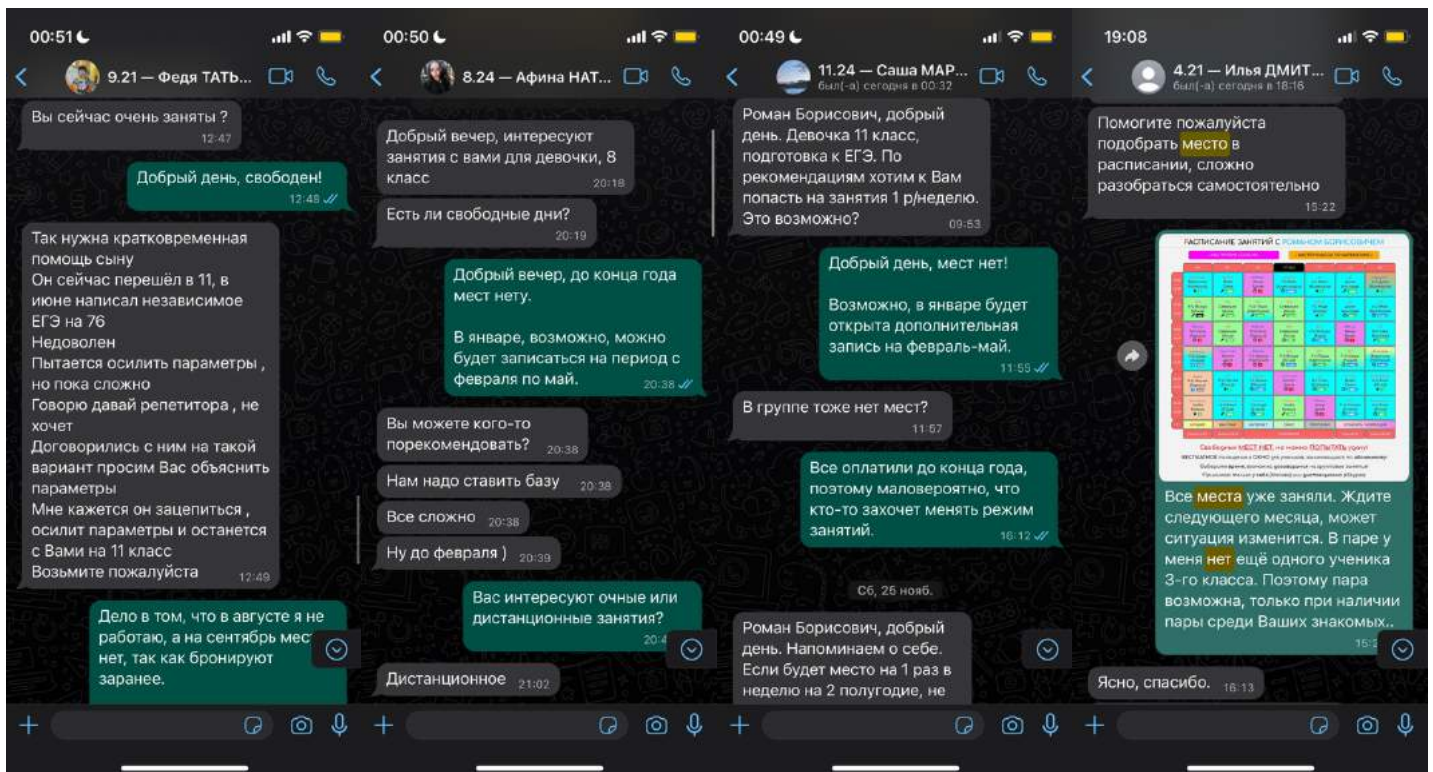 00:51
9.21 — Федя ТАТЬ...
Вы сейчас очень заняты ?
12:47
Добрый день, свободен!
12:48
Так нужна кратковременная
помощь сыну
Он сейчас перешёл в 11, в
июне написал независимое
ЕГЭ на 76
Недоволен
Пытается осилить параметры ,
но пока сложно
Говорю давай репетитора , не
хочет
Договорились с ним на такой
вариант просим Вас объяснить
параметры
Мне кажется он зацепиться ,
осилит параметры и останется
с Вами на 11 класс
Возьмите пожалуйста
12:49
Дело в том, что в августе я не
работаю, а на сентябрь мест
нет, так как бронируют
заранее.
00:50
8.24 — Афина НАТ...
Добрый вечер, интересуют
занятия с вами для девочки, 8
класс
20:18
Есть ли свободные дни?
20:19
Добрый вечер, до конца года
мест нету.
В январе, возможно, можно
будет записаться на период с
февраля по май.
20:38
Вы можете кого-то
порекомендовать?
20:38
Нам надо ставить базу
20:38
Все сложно
20:38
Ну до февраля )
20:39
Вас интересуют очные или
дистанционные занятия?
Дистанционное
21:02
00:49
11.24 — Саша МАР...
был(-а) сегодня в 00:32
Роман Борисович, добрый
день. Девочка 11 класс,
подготовка к ЕГЭ. По
рекомендациям хотим к Вам
попасть на занятия 1 р/неделю.
Это возможно?
09:53
Добрый день, мест нет!
Возможно, в январе будет
открыта дополнительная
запись на февраль-май.
11:55
В группе тоже нет мест?
11:57
Все оплатили до конца года,
поэтому маловероятно, что
кто-то захочет менять режим
занятий.
16:12
Сб, 25 нояб.
Роман Борисович, добрый
день. Напоминаем о себе.
Если будет место на 1 раз в
неделю на 2 полугодие, не
19:08
4.21 — Илья ДМИТ...
был(-а) сегодня в 18:16
Помогите пожалуйста
подобрать место в
расписании, сложно
разобраться самостоятельно
15:22
РАСПИСАНИЕ ЗАНЯТИЙ С РОМАНОМ БОРИСОВИЧЕМ
Свободных МЕСТ НЕТ, но можно ПОПЫТАТЬ удачу!
Все места уже заняли. Ждите
следующего месяца, может
ситуация изменится. В паре у
меня нет ещё одного ученика
3-го класса. Поэтому пара
возможна, только при наличии
пары среди Ваших знакомых..
Ясно, спасибо.
16:13